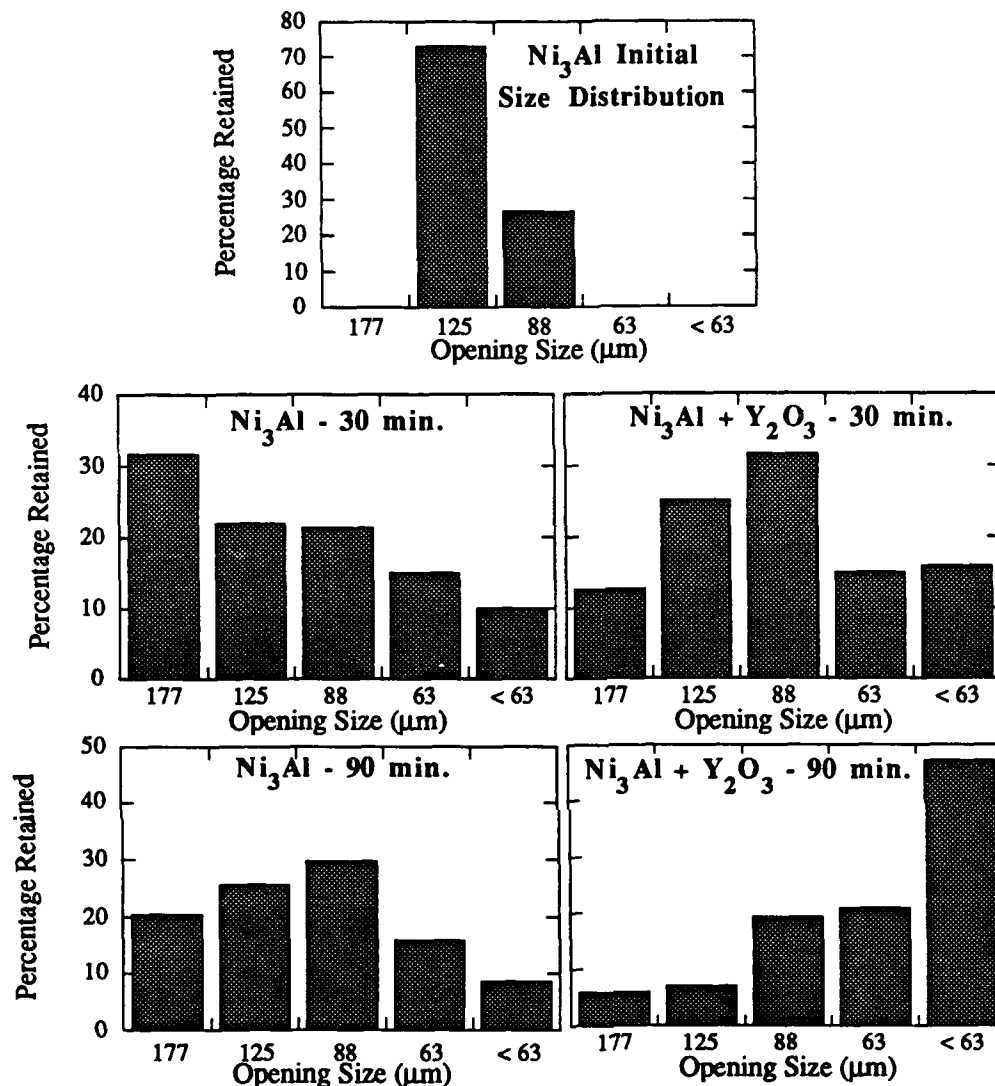 Ni₃Al Initial
Size Distribution
Percentage Retained
80
70
60
50
40
30
20
10
0
177 125 88 63 < 63
Opening Size (µm)
Ni₃Al - 30 min.
Percentage Retained
40
30
20
10
0
177 125 88 63 < 63
Opening Size (µm)
Ni₃Al + Y₂O₃ - 30 min.
177 125 88 63 < 63
Opening Size (µm)
Ni₃Al - 90 min.
Percentage Retained
50
40
30
20
10
0
177 125 88 63 < 63
Opening Size (µm)
Ni₃Al + Y₂O₃ - 90 min.
177 125 88 63 < 63
Opening Size (µm)